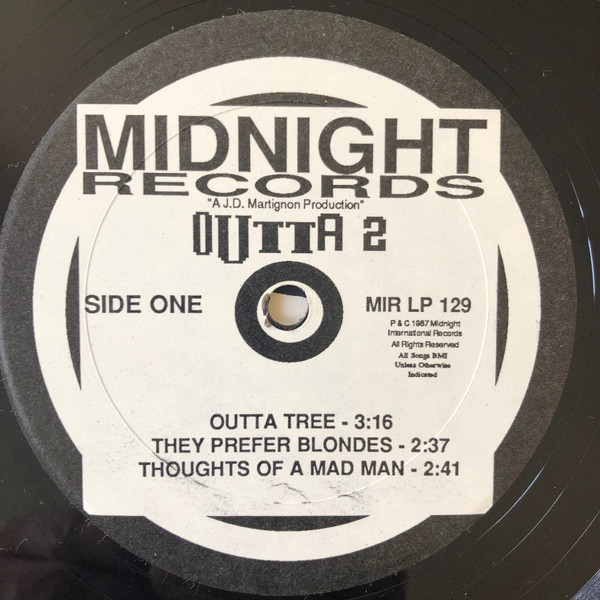 MIDNIGHT
RECORDS
"A J.D. Martignon Production"
OUTTA 2
SIDE ONE
MIR LP 129
P & C 1987 Midnight
International Records
All Rights Reserved
All Songs BMI
Unless Otherwise
Indicated
OUTTA TREE - 3:16
THEY PREFER BLONDES - 2:37
THOUGHTS OF A MAD MAN - 2:41